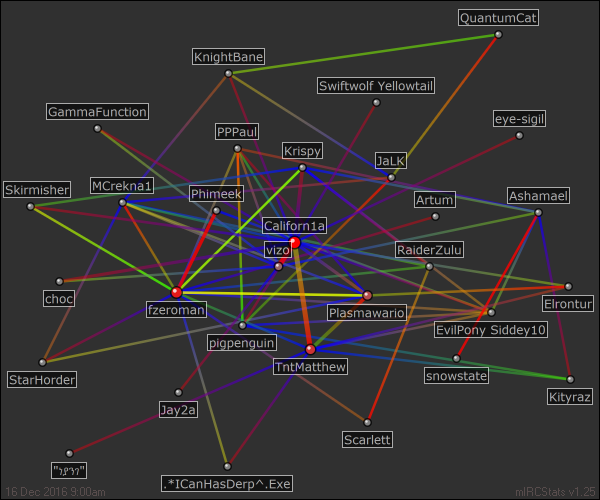 QuantumCat
KnightBane
Swiftwolf Yellowtail
GammaFunction
eye-sigil
PPPaul
Krispy
JaLK
Skirmisher
MCrekna1
Phimeek
Artum
Ashamael
Californ1a
vizo
RaiderZulu
choc
fzeroman
Plasmawario
Elrontur
pigpenguin
EvilPony Siddey10
StarHorder
TntMatthew
snowstate
Kityraz
Jay2a
Scarlett
.*ICanHasDerp^.Exe
16 Dec 2016 9:00am
mIRCStats v1.25